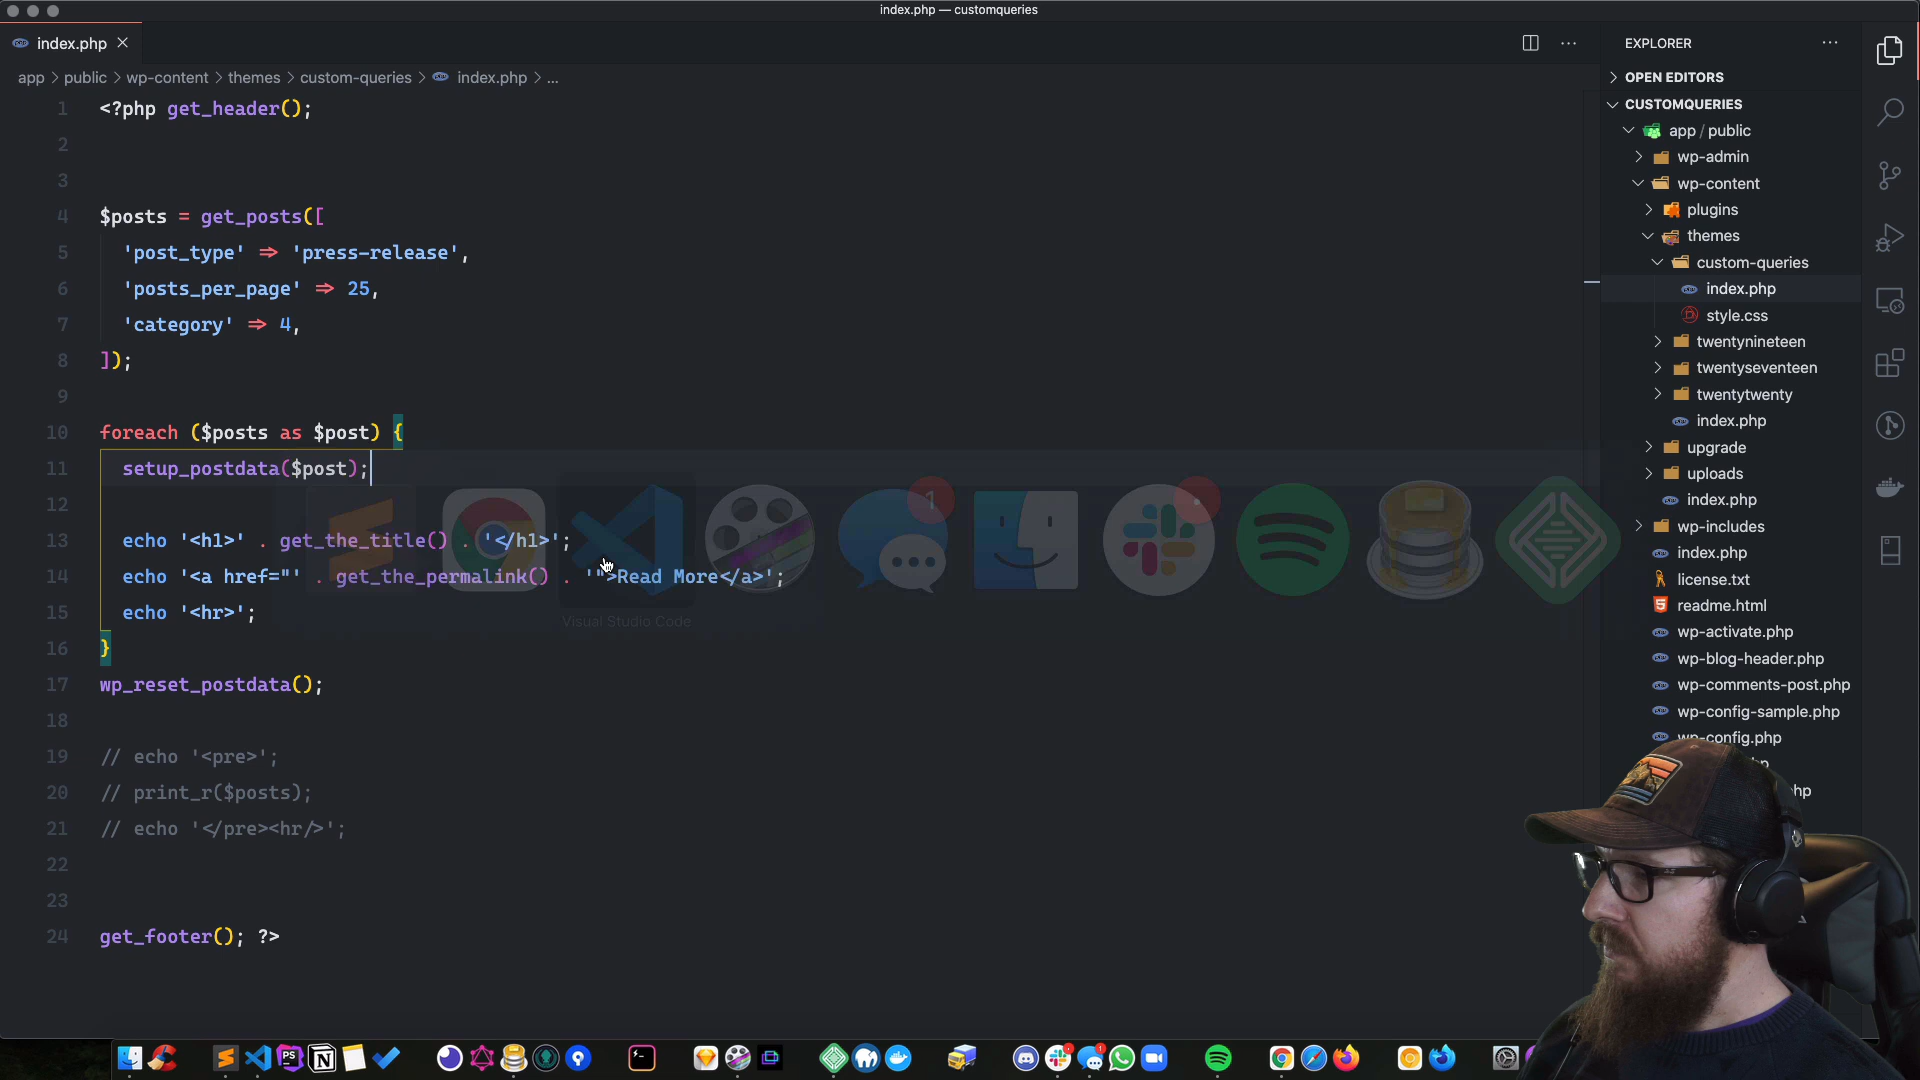 index.php — customqueries
index.php
app > public > wp-content > themes > custom-queries > index.php > ...
1 <?php get_header();
2
3
4 $posts = get_posts([
5 'post_type' => 'press-release',
6 'posts_per_page' => 25,
7 'category' => 4,
8 ]);
9
10 foreach ($posts as $post) {
11 setup_postdata($post);
12
13 echo '<h1>' . get_the_title() . '</h1>';
14 echo '<a href="' . get_the_permalink() . '">Read More</a>';
15 echo '<hr>';
16 }
17 wp_reset_postdata();
18
19 // echo '<pre>';
20 // print_r($posts);
21 // echo '</pre><hr/>';
22
23
24 get_footer(); ?>
Visual Studio Code
1
EXPLORER
OPEN EDITORS
CUSTOMQUERIES
app / public
wp-admin
wp-content
plugins
themes
custom-queries
index.php
style.css
twentynineteen
twentyseventeen
twentytwenty
index.php
upgrade
uploads
index.php
wp-includes
index.php
license.txt
readme.html
wp-activate.php
wp-blog-header.php
wp-comments-post.php
wp-config-sample.php
wp-config.php
PS
1